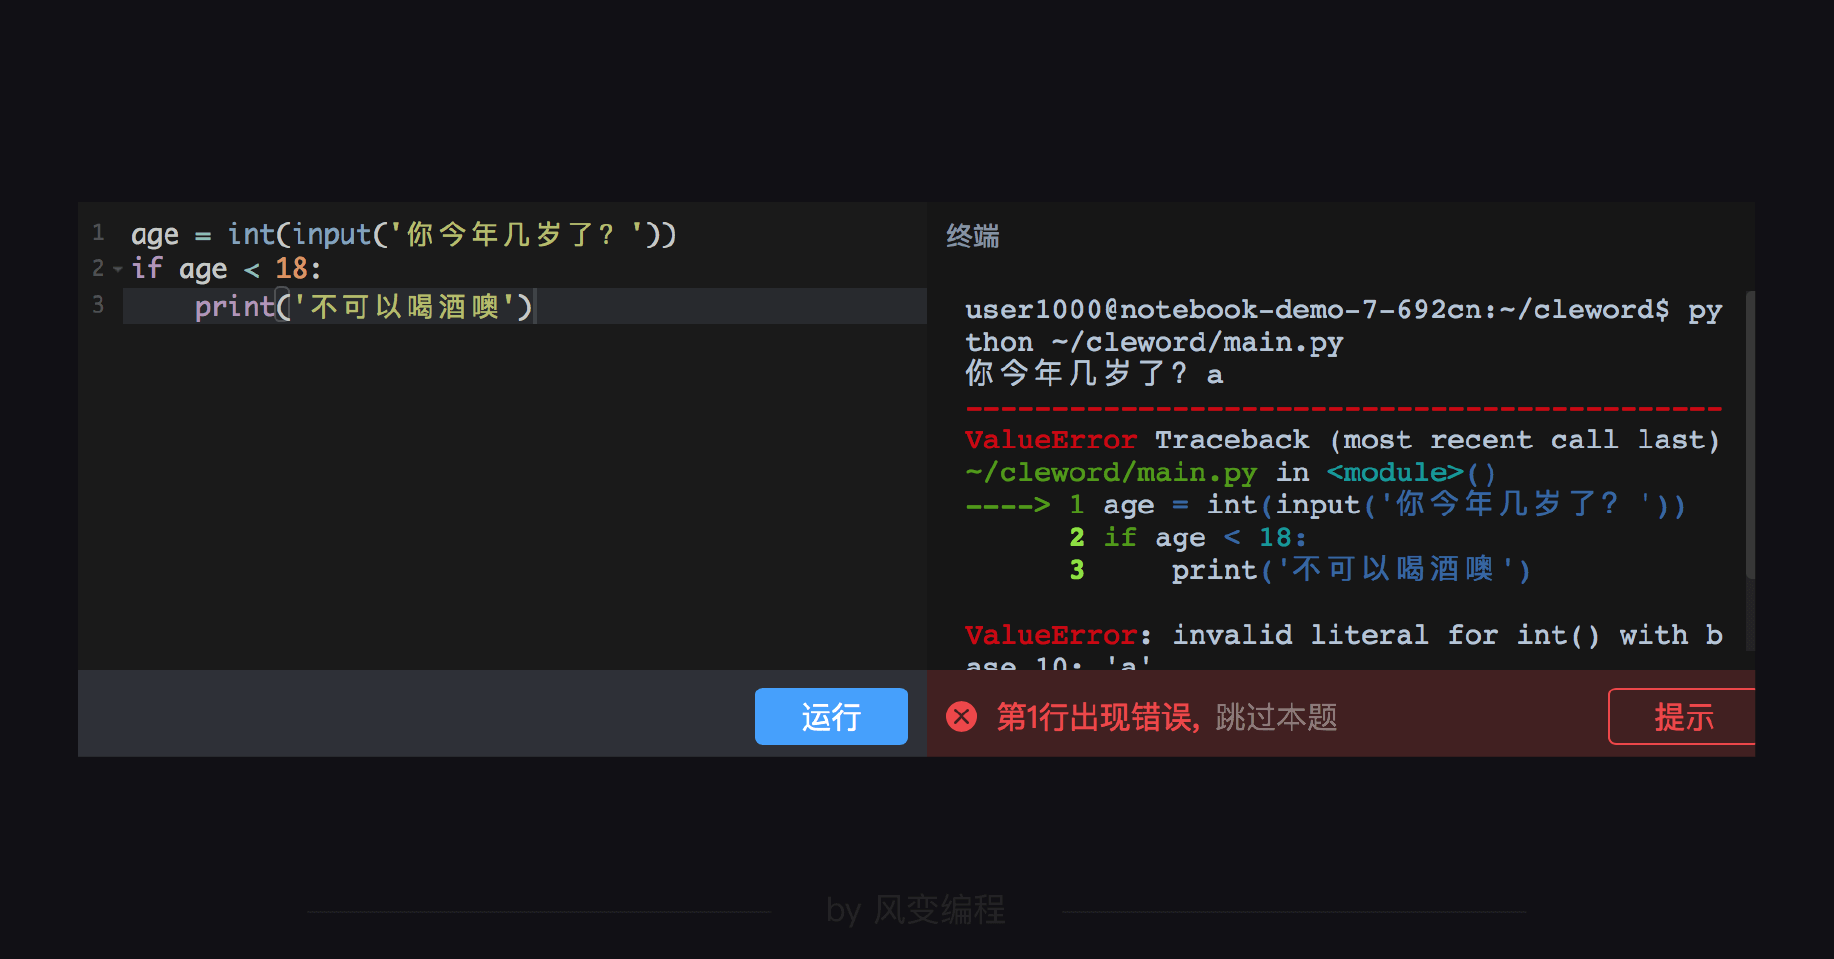 1 age = int(input('你今年几岁了？'))
2 if age < 18:
3     print('不可以喝酒噢')
运行
终端
user1000@notebook-demo-7-692cn:~/cleword$ py
thon ~/cleword/main.py
你今年几岁了？a
--------------------------------------------
ValueError Traceback (most recent call last)
~/cleword/main.py in <module>()
----> 1 age = int(input('你今年几岁了？'))
      2 if age < 18:
      3     print('不可以喝酒噢')
ValueError: invalid literal for int() with b
ase 10: 'a'
第1行出现错误, 跳过本题
提示
by 风变编程